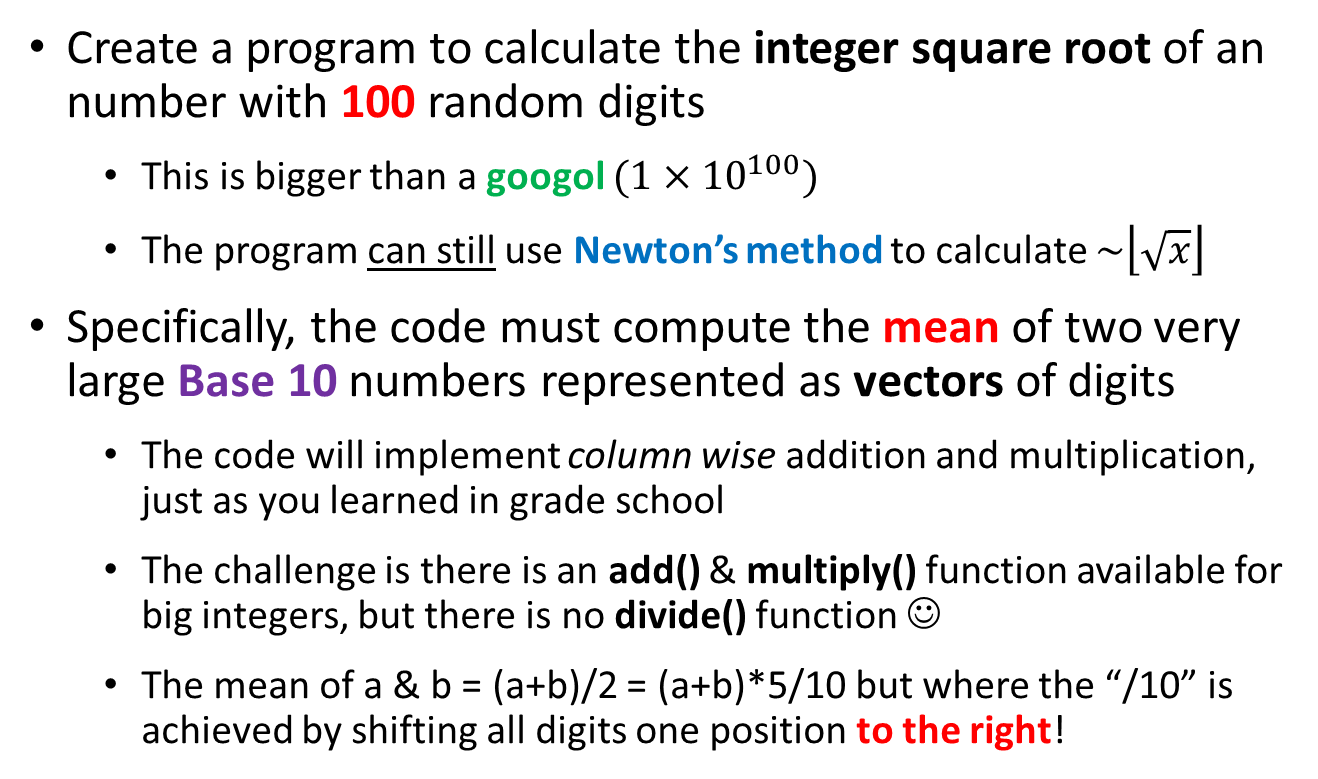 • Create a program to calculate the integer square root of an
number with 100 random digits
• This is bigger than a googol (1 × 10¹⁰⁰)
• The program can still use Newton's method to calculate ~⌊√x⌋
• Specifically, the code must compute the mean of two very
large Base 10 numbers represented as vectors of digits
• The code will implement column wise addition and multiplication,
just as you learned in grade school
• The challenge is there is an add() & multiply() function available for
big integers, but there is no divide() function ☺
• The mean of a & b = (a+b)/2 = (a+b)*5/10 but where the “/10” is
achieved by shifting all digits one position to the right!